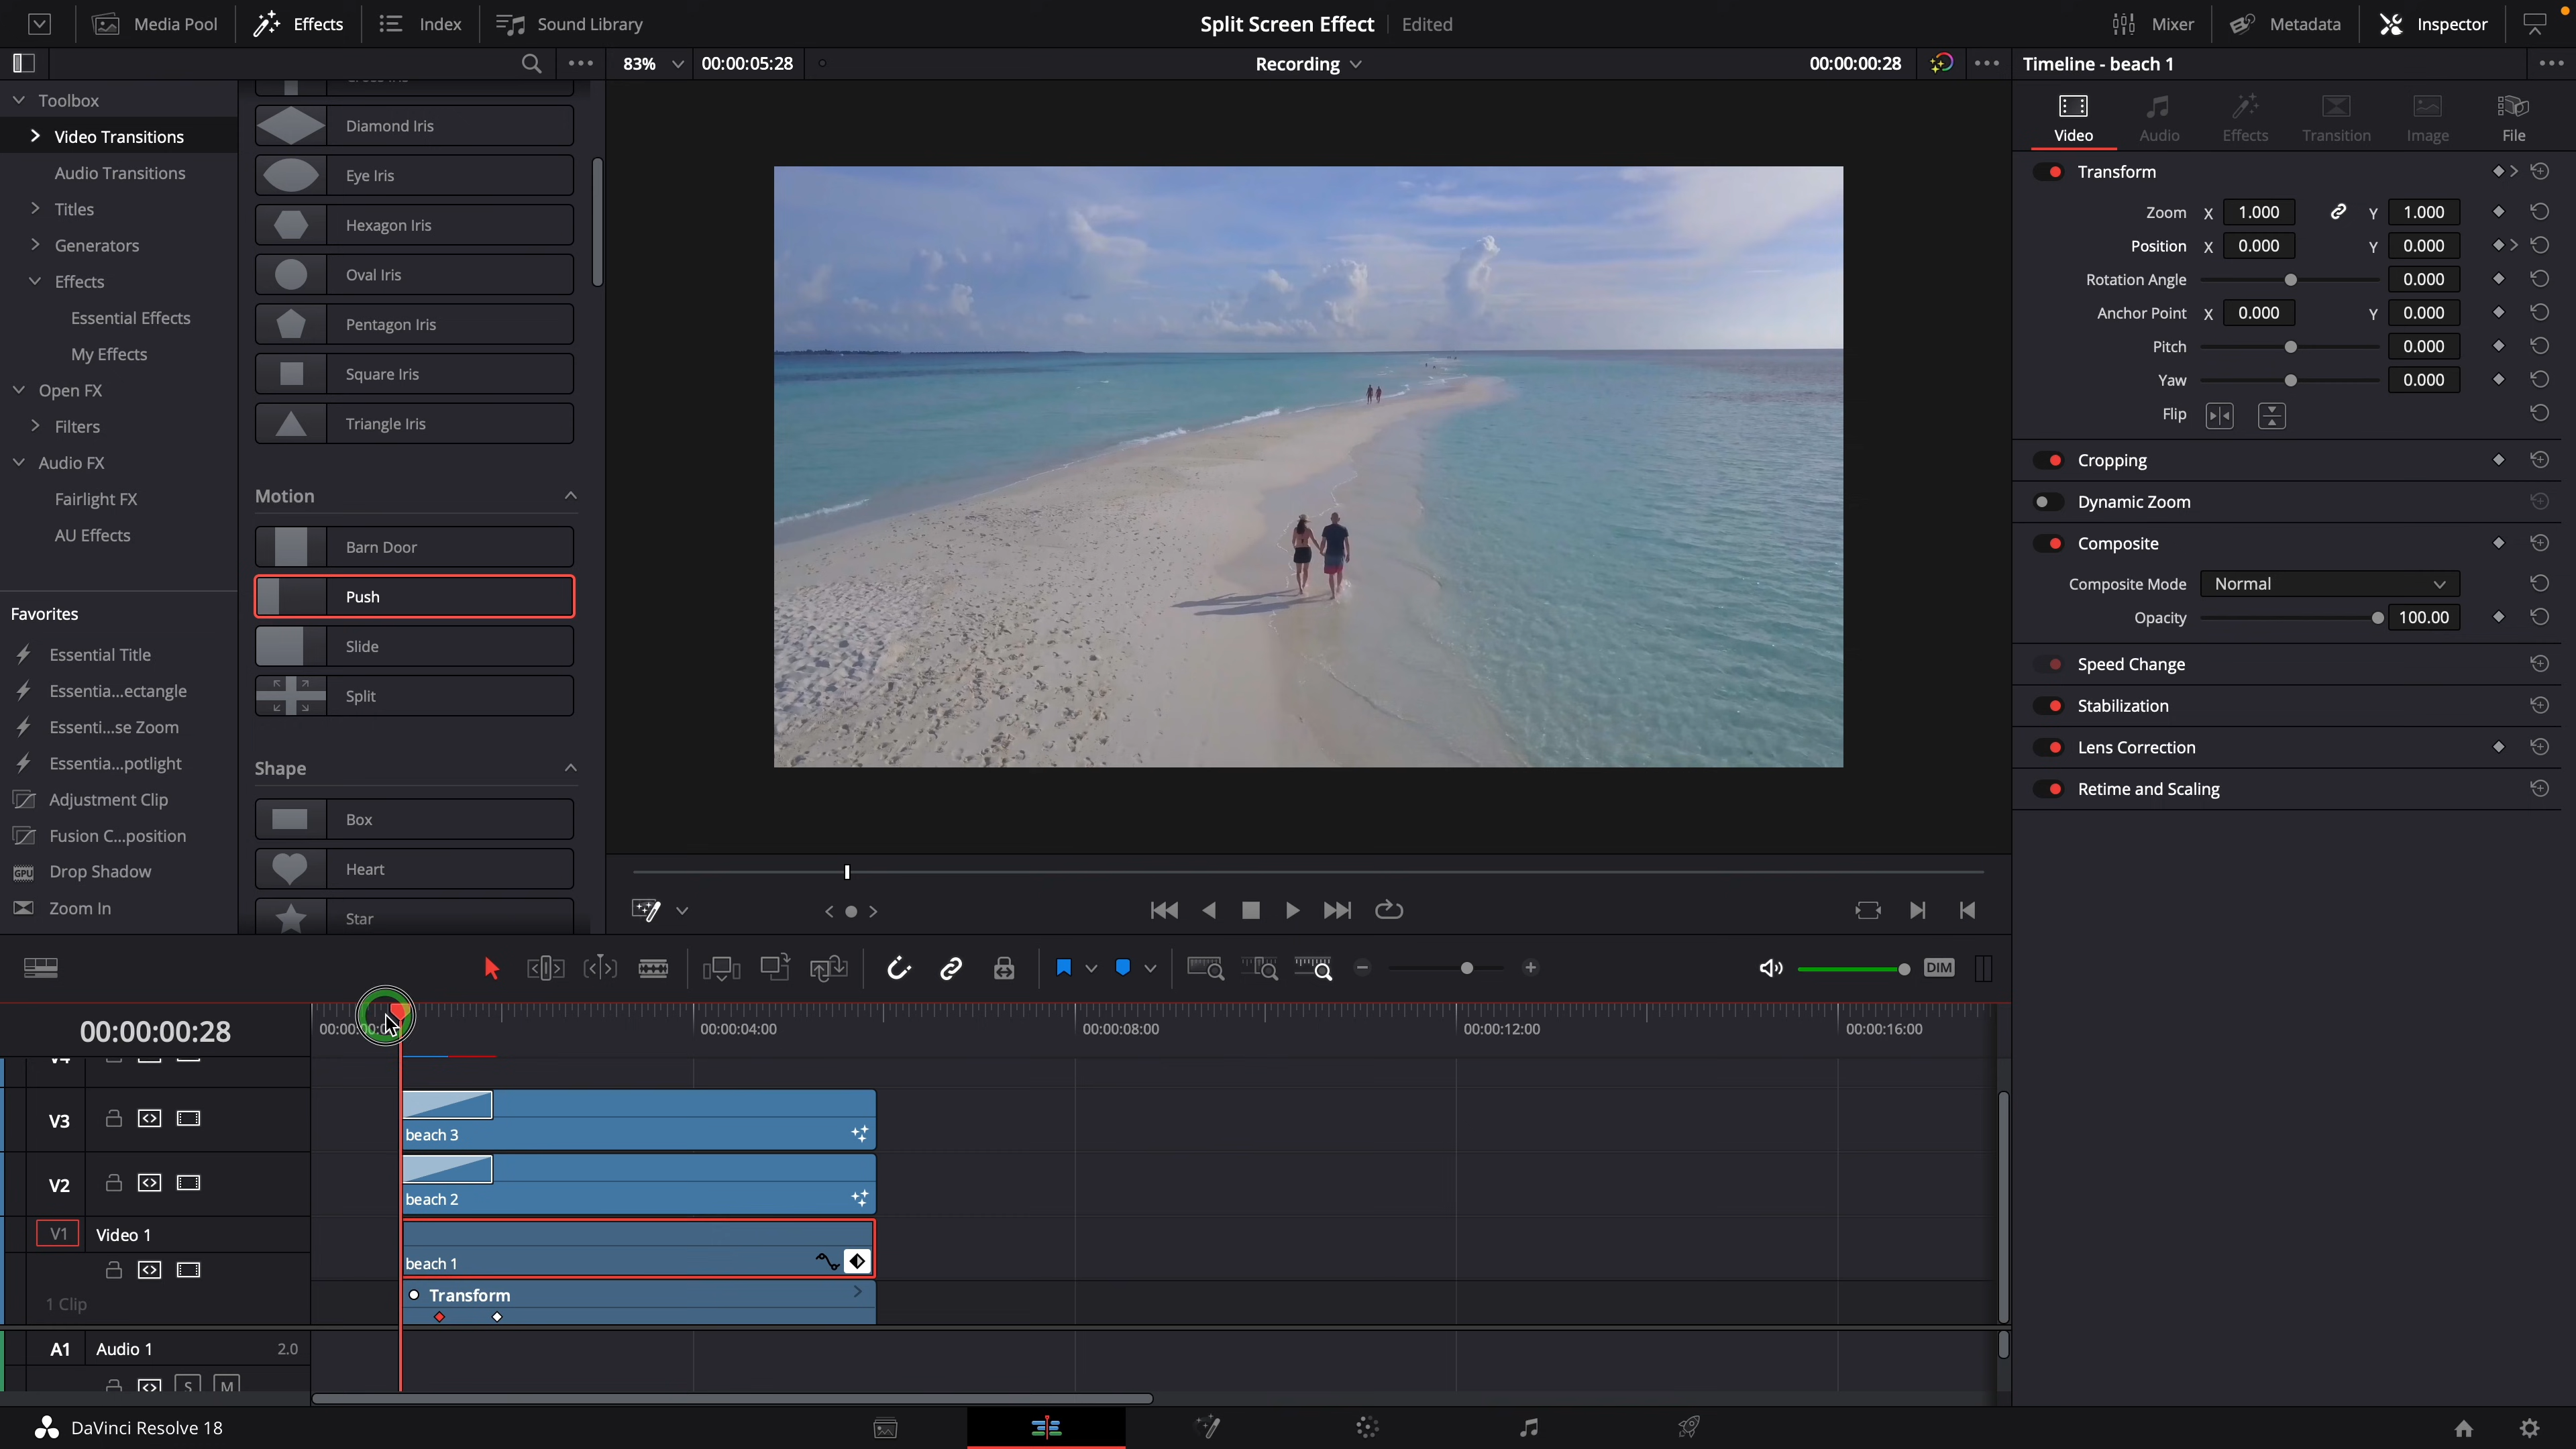 Media Pool
Effects
Index
Sound Library
Split Screen Effect
Edited
Mixer
Metadata
Inspector
83%
00:00:05:28
Recording
00:00:00:28
Timeline - beach 1
Toolbox
Video Transitions
Audio Transitions
Titles
Generators
Effects
Essential Effects
My Effects
Open FX
Filters
Audio FX
Fairlight FX
AU Effects
Favorites
Essential Title
Essentia...ectangle
Essenti...se Zoom
Essentia...potlight
Adjustment Clip
Fusion C...position
GPU Drop Shadow
Zoom In
Diamond Iris
Eye Iris
Hexagon Iris
Oval Iris
Pentagon Iris
Square Iris
Triangle Iris
Motion
Barn Door
Push
Slide
Split
Shape
Box
Heart
Star
Video
Audio
Effects
Transition
Image
File
Transform
Zoom X 1.000 Y 1.000
Position X 0.000 Y 0.000
Rotation Angle 0.000
Anchor Point X 0.000 Y 0.000
Pitch 0.000
Yaw 0.000
Flip
Cropping
Dynamic Zoom
Composite
Composite Mode Normal
Opacity 100.00
Speed Change
Stabilization
Lens Correction
Retime and Scaling
DIM
00:00:00:28
00:00:04:00
00:00:08:00
00:00:12:00
00:00:16:00
V3
beach 3
V2
beach 2
V1 Video 1
beach 1
1 Clip
Transform
A1 Audio 1 2.0
S M
DaVinci Resolve 18